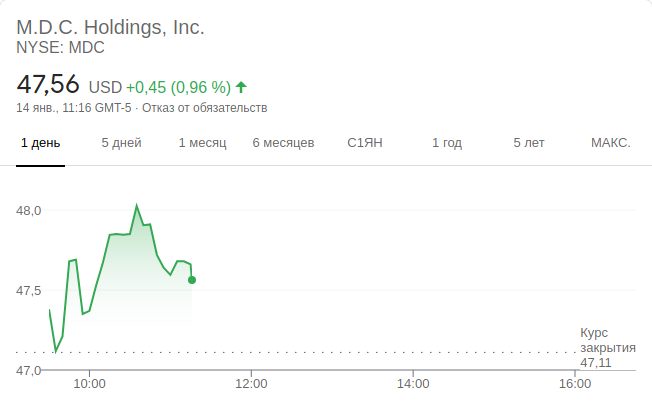 M.D.C. Holdings, Inc.
NYSE: MDC
47,56 USD +0,45 (0,96 %)
14 янв., 11:16 GMT-5 · Отказ от обязательств
1 день 5 дней 1 месяц 6 месяцев С1ЯН 1 год 5 лет МАКС.
48,0
47,5
Курс
закрытия
47,11
47,0
10:00 12:00 14:00 16:00